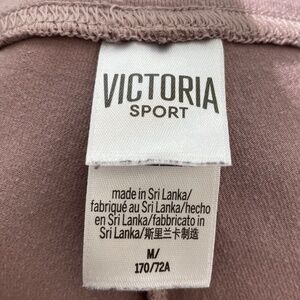 VICTORIA
SPORT
made in Sri Lanka/
fabriqué au Sri Lanka/hecho
en Sri Lanka/fabbricato in
Sri Lanka/斯里兰卡制造
M/
170/72A